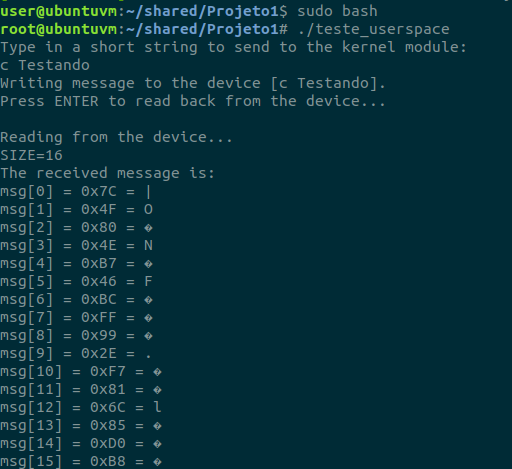 user@ubuntuvm:~/shared/Projeto1$ sudo bash
root@ubuntuvm:~/shared/Projeto1# ./teste_userspace
Type in a short string to send to the kernel module:
c Testando
Writing message to the device [c Testando].
Press ENTER to read back from the device...
Reading from the device...
SIZE=16
The received message is:
msg[0] = 0x7C = |
msg[1] = 0x4F = O
msg[2] = 0x80 = �
msg[3] = 0x4E = N
msg[4] = 0xB7 = �
msg[5] = 0x46 = F
msg[6] = 0xBC = �
msg[7] = 0xFF = �
msg[8] = 0x99 = �
msg[9] = 0x2E = .
msg[10] = 0xF7 = �
msg[11] = 0x81 = �
msg[12] = 0x6C = l
msg[13] = 0x85 = �
msg[14] = 0xD0 = �
msg[15] = 0xB8 = �